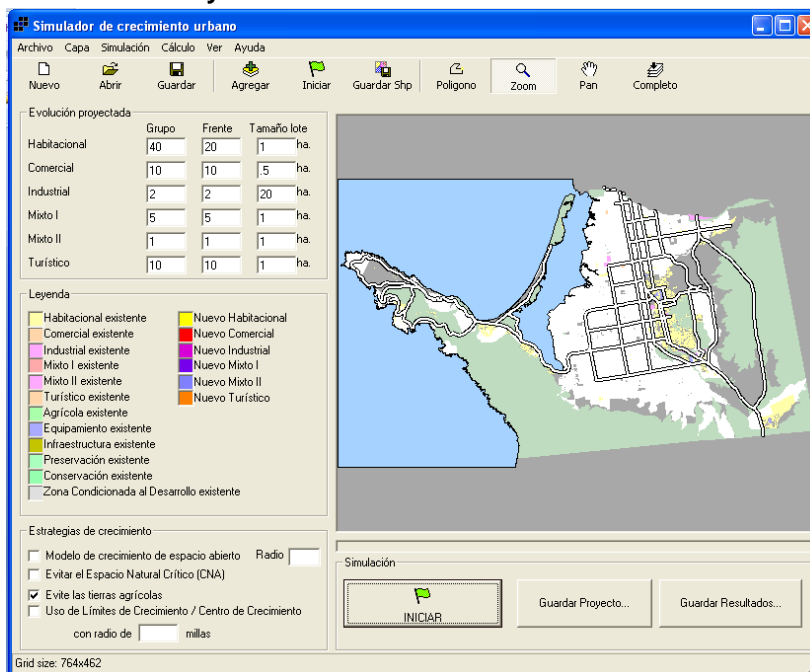 Simulador de crecimiento urbano
Archivo Capa Simulación Cálculo Ver Ayuda
Nuevo Abrir Guardar Agregar Iniciar Guardar Shp Poligono Zoom Pan Completo
Evolución proyectada
Grupo Frente Tamaño lote
Habitacional 40 20 1 ha.
Comercial 10 10 .5 ha.
Industrial 2 2 20 ha.
Mixto I 5 5 1 ha.
Mixto II 1 1 1 ha.
Turístico 10 10 1 ha.
Leyenda
Habitacional existente Nuevo Habitacional
Comercial existente Nuevo Comercial
Industrial existente Nuevo Industrial
Mixto I existente Nuevo Mixto I
Mixto II existente Nuevo Mixto II
Turístico existente Nuevo Turístico
Agrícola existente
Equipamiento existente
Infraestructura existente
Preservación existente
Conservación existente
Zona Condicionada al Desarrollo existente
Estrategias de crecimiento
Modelo de crecimiento de espacio abierto Radio
Evitar el Espacio Natural Crítico (CNA)
Evite las tierras agrícolas
Uso de Límites de Crecimiento / Centro de Crecimiento
con radio de millas
Simulación
INICIAR Guardar Proyecto... Guardar Resultados...
Grid size: 764x462